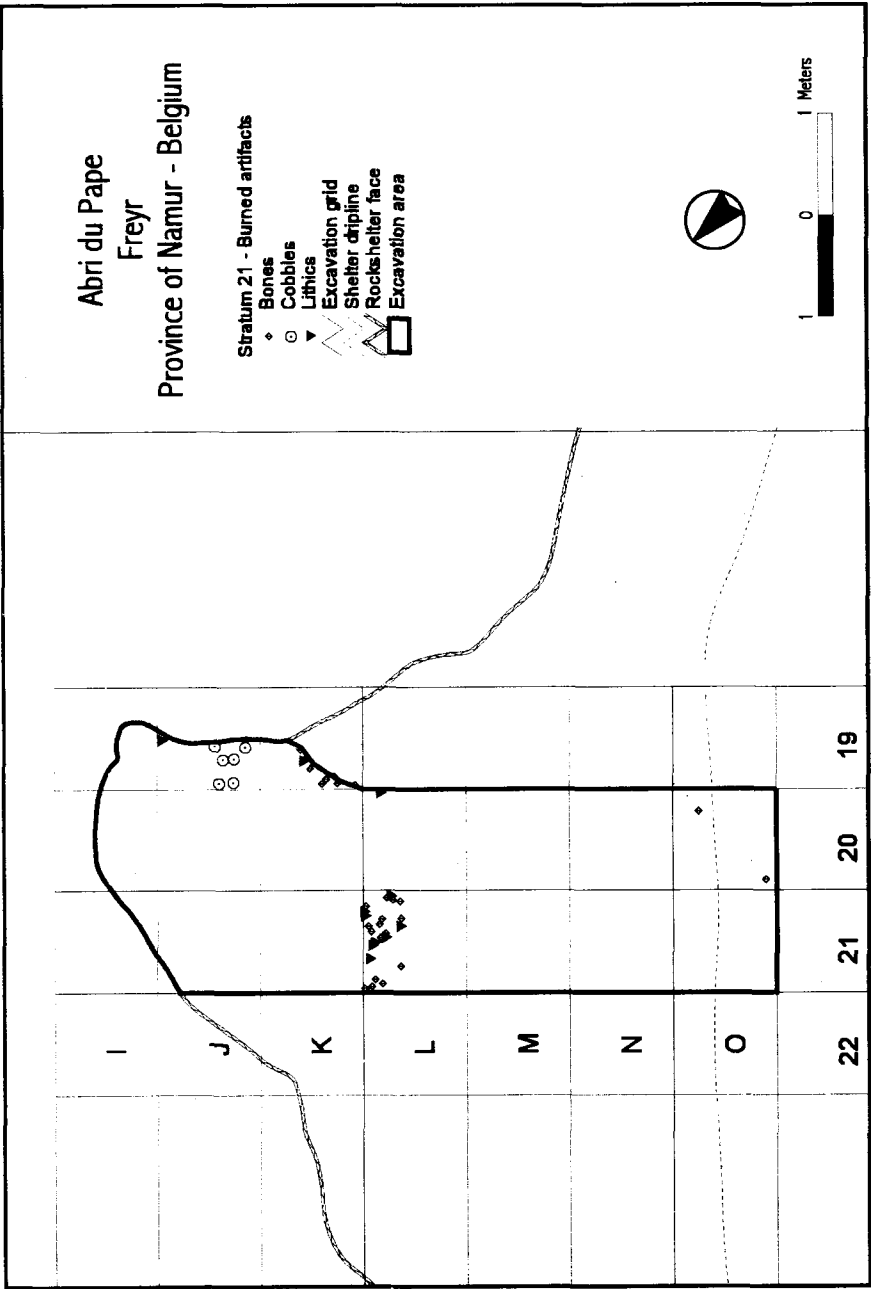 Abri du Pape
Freyr
Province of Namur - Belgium
Stratum 21 - Burned artifacts
Bones
Cobbles
Lithics
Excavation grid
Shelter dripline
Rockshelter face
Excavation area
1 0 1 Meters
I
J
K
L
M
N
O
22 21 20 19